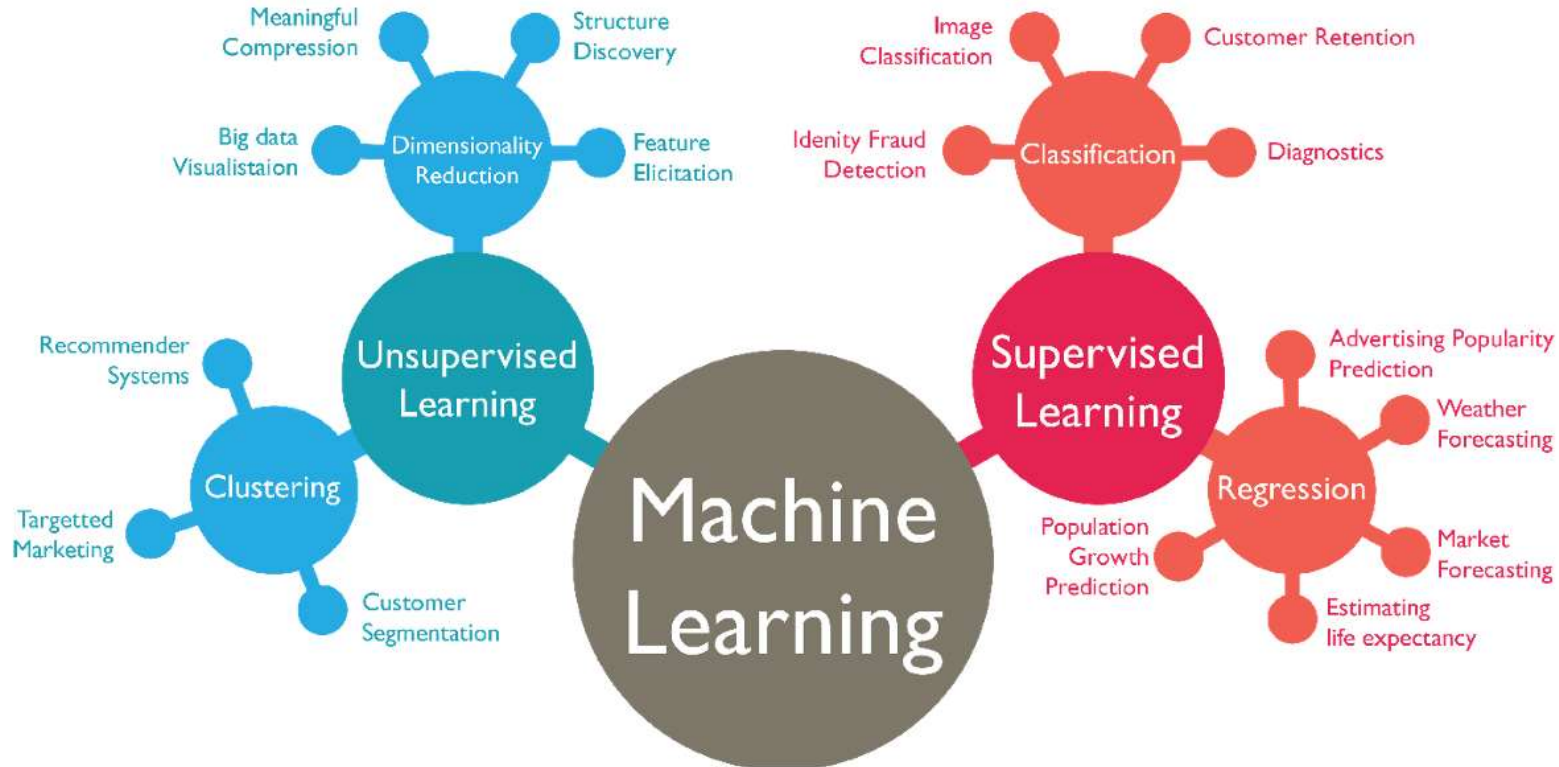 Meaningful
Compression
Structure
Discovery
Big data
Visualistaion
Dimensionality
Reduction
Feature
Elicitation
Image
Classification
Customer Retention
Idenity Fraud
Detection
Classification
Diagnostics
Recommender
Systems
Unsupervised
Learning
Clustering
Targetted
Marketing
Customer
Segmentation
Machine
Learning
Supervised
Learning
Advertising Popularity
Prediction
Weather
Forecasting
Regression
Population
Growth
Prediction
Market
Forecasting
Estimating
life expectancy